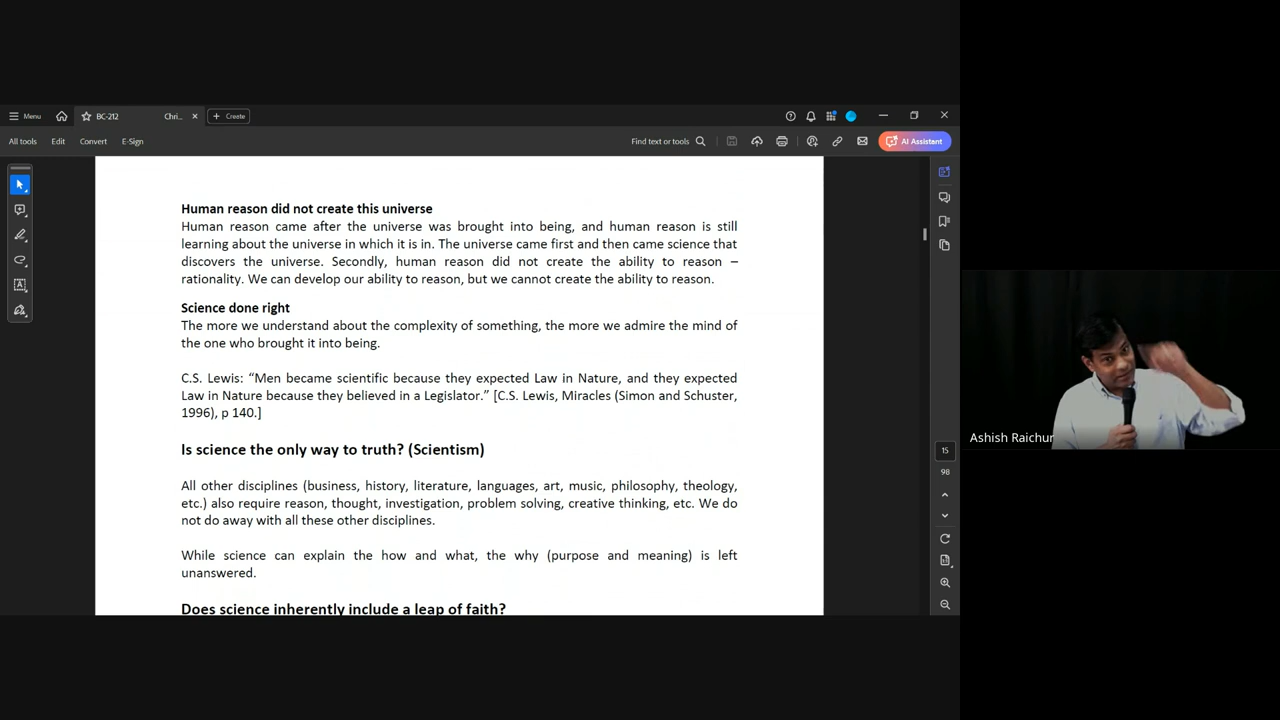 Menu
BC-212
Chri...
Create
All tools
Edit
Convert
E-Sign
Find text or tools
AI Assistant
Human reason did not create this universe
Human reason came after the universe was brought into being, and human reason is still
learning about the universe in which it is in. The universe came first and then came science that
discovers the universe. Secondly, human reason did not create the ability to reason –
rationality. We can develop our ability to reason, but we cannot create the ability to reason.
Science done right
The more we understand about the complexity of something, the more we admire the mind of
the one who brought it into being.
C.S. Lewis: “Men became scientific because they expected Law in Nature, and they expected
Law in Nature because they believed in a Legislator.” [C.S. Lewis, Miracles (Simon and Schuster,
1996), p 140.]
Is science the only way to truth? (Scientism)
All other disciplines (business, history, literature, languages, art, music, philosophy, theology,
etc.) also require reason, thought, investigation, problem solving, creative thinking, etc. We do
not do away with all these other disciplines.
While science can explain the how and what, the why (purpose and meaning) is left
unanswered.
Does science inherently include a leap of faith?
15
98
Ashish Raichur